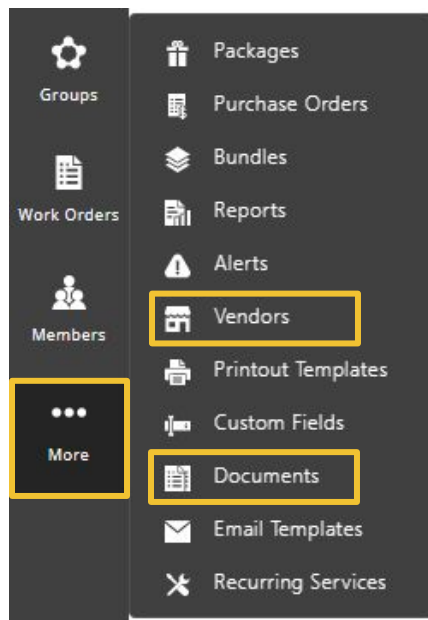 Groups
Work Orders
Members
More
Packages
Purchase Orders
Bundles
Reports
Alerts
Vendors
Printout Templates
Custom Fields
Documents
Email Templates
Recurring Services